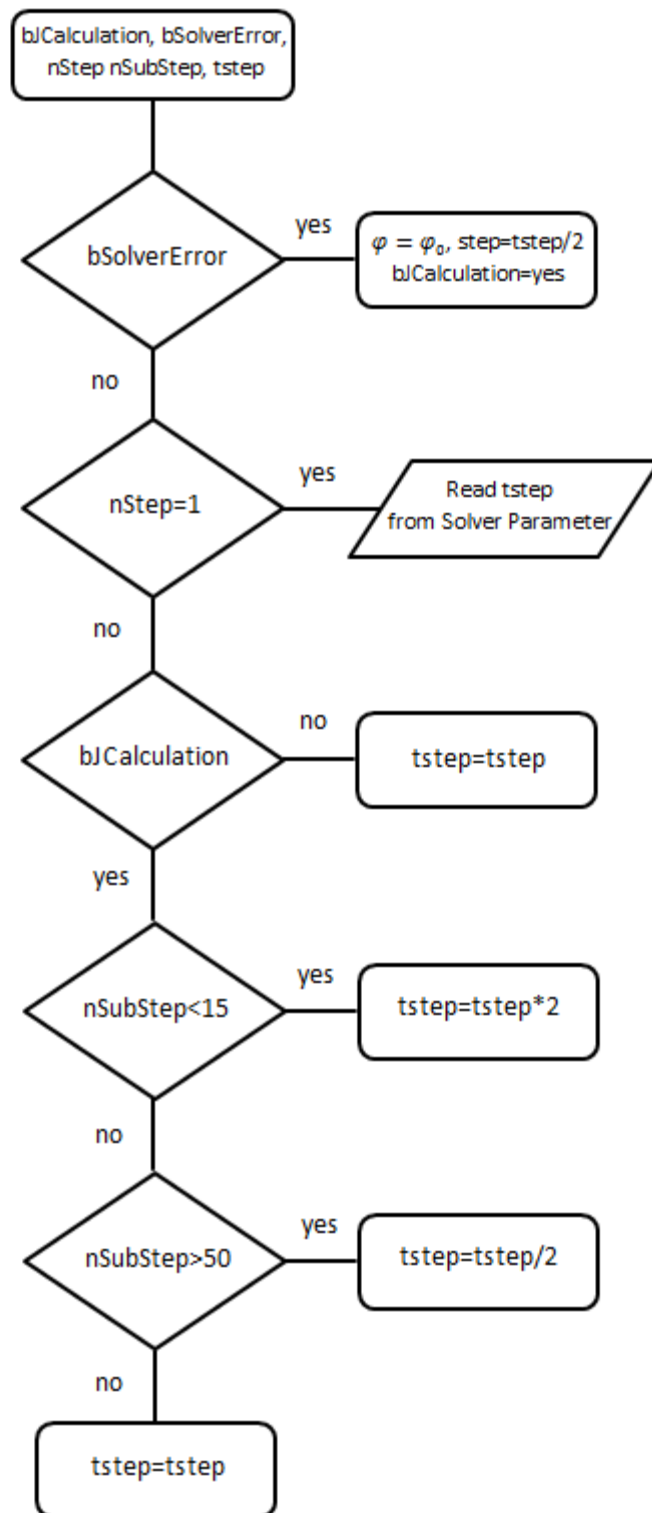 bJCalculation, bSolverError,
nStep nSubStep, tstep
bSolverError
yes
φ = φ₀, step=tstep/2
bJCalculation=yes
no
nStep=1
yes
Read tstep
from Solver Parameter
no
bJCalculation
no
tstep=tstep
yes
nSubStep<15
yes
tstep=tstep*2
no
nSubStep>50
yes
tstep=tstep/2
no
tstep=tstep